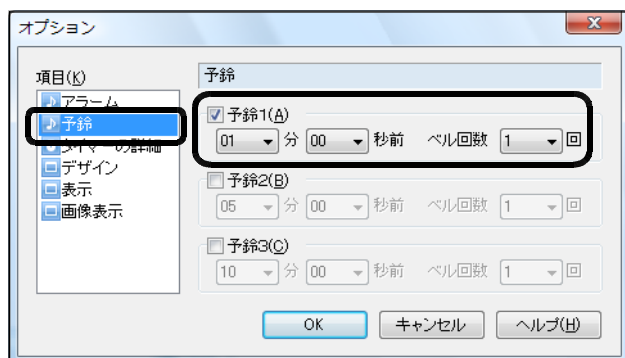 オプション
項目(K)
アラーム
予鈴
タイマーの詳細
デザイン
表示
画像表示
予鈴
予鈴1(A)
01 分 00 秒前 ベル回数 1 回
予鈴2(B)
05 分 00 秒前 ベル回数 1 回
予鈴3(C)
10 分 00 秒前 ベル回数 1 回
OK キャンセル ヘルプ(H)